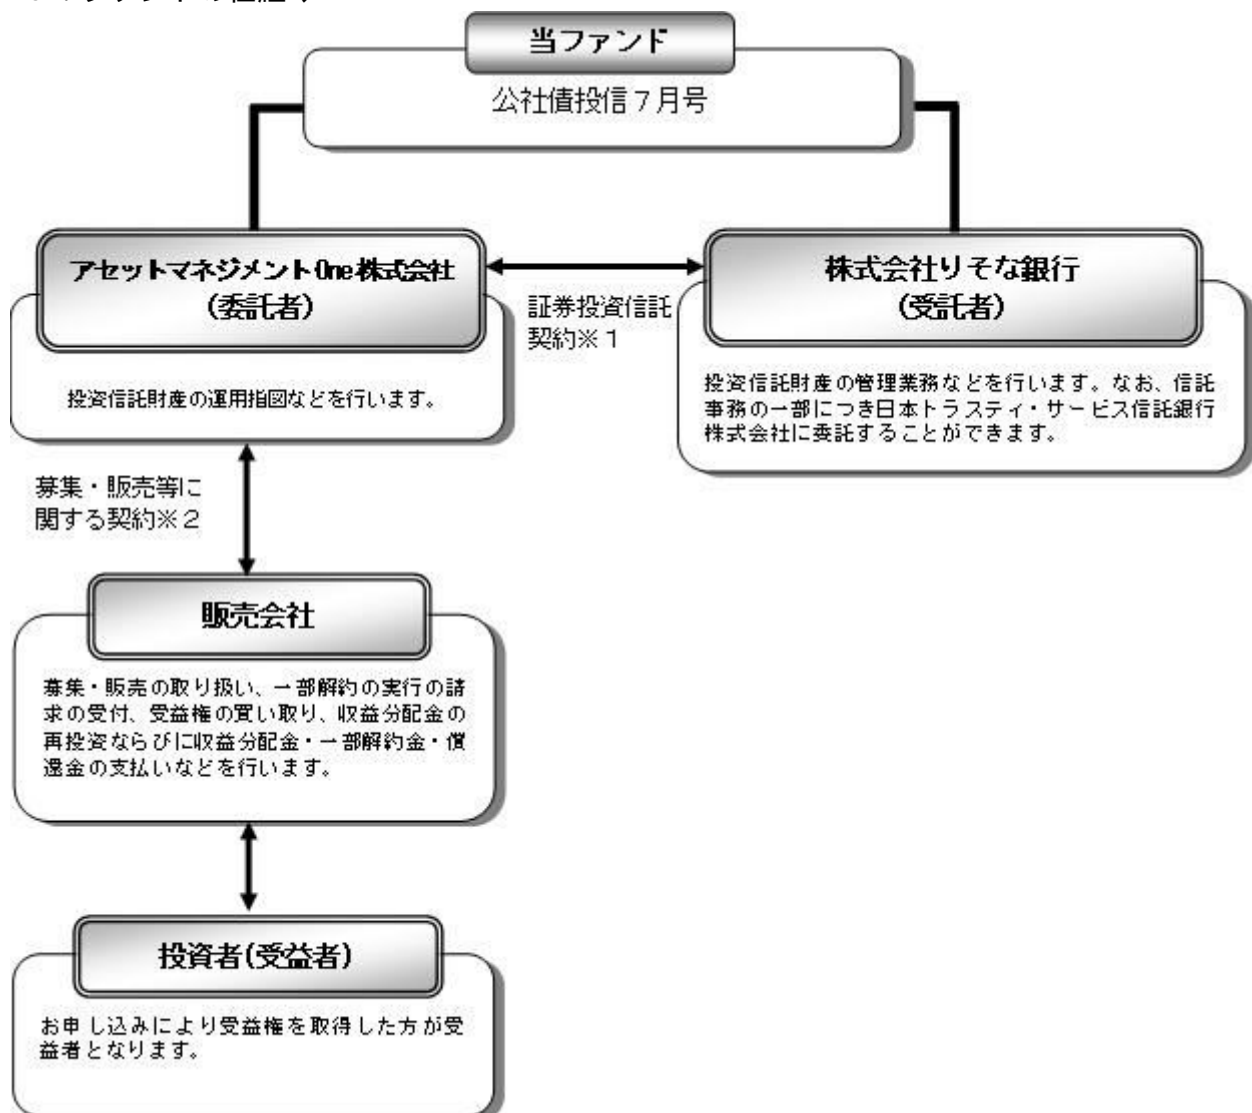 当ファンド
公社債投信７月号
アセットマネジメントOne株式会社
（委託者）
投資信託財産の運用指図などを行います。
証券投資信託
契約※１
株式会社りそな銀行
（受託者）
投資信託財産の管理業務などを行います。なお、信託
事務の一部につき日本トラスティ・サービス信託銀行
株式会社に委託することができます。
募集・販売等に
関する契約※２
販売会社
募集・販売の取り扱い、一部解約の実行の請
求の受付、受益権の買い取り、収益分配金の
再投資ならびに収益分配金・一部解約金・償
還金の支払いなどを行います。
投資者(受益者)
お申し込みにより受益権を取得した方が受
益者となります。